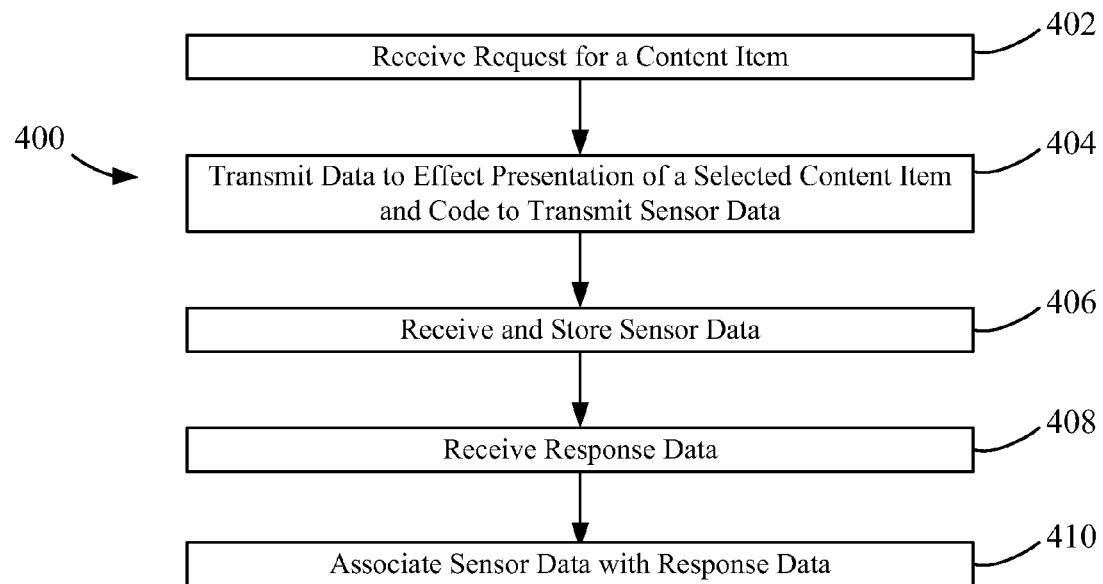 402
Receive Request for a Content Item
400
404
Transmit Data to Effect Presentation of a Selected Content Item
and Code to Transmit Sensor Data
406
Receive and Store Sensor Data
408
Receive Response Data
410
Associate Sensor Data with Response Data